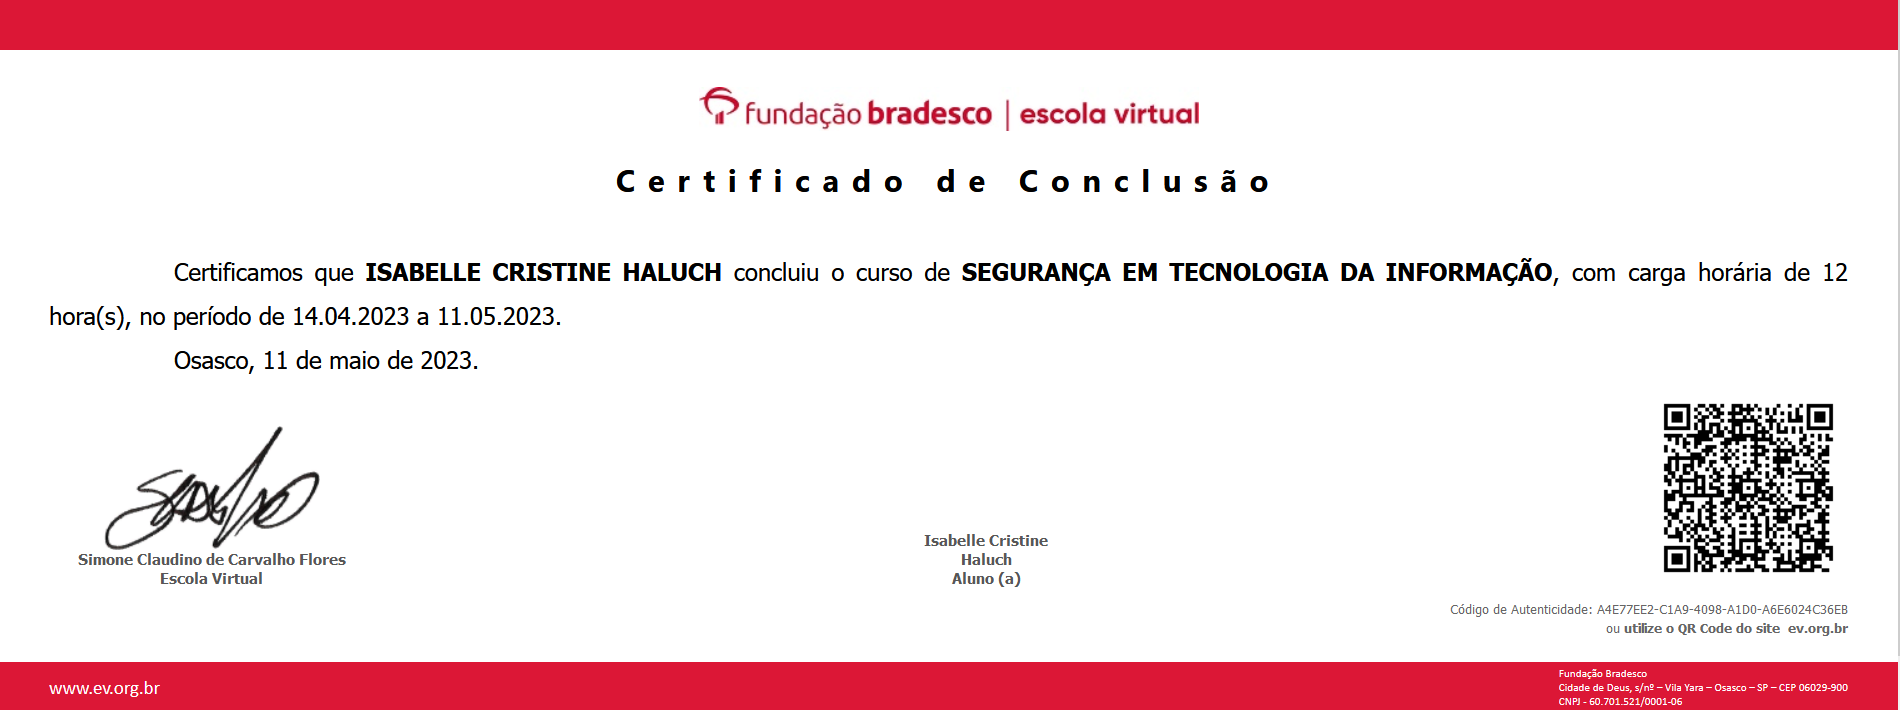 fundação bradesco | escola virtual
Certificado de Conclusão
Certificamos que ISABELLE CRISTINE HALUCH concluiu o curso de SEGURANÇA EM TECNOLOGIA DA INFORMAÇÃO, com carga horária de 12
hora(s), no período de 14.04.2023 a 11.05.2023.
Osasco, 11 de maio de 2023.
Simone Claudino de Carvalho Flores
Escola Virtual
Isabelle Cristine
Haluch
Aluno (a)
Código de Autenticidade: A4E77EE2-C1A9-4098-A1D0-A6E6024C36EB
ou utilize o QR Code do site ev.org.br
www.ev.org.br
Fundação Bradesco
Cidade de Deus, s/nº – Vila Yara – Osasco – SP – CEP 06029-900
CNPJ - 60.701.521/0001-06